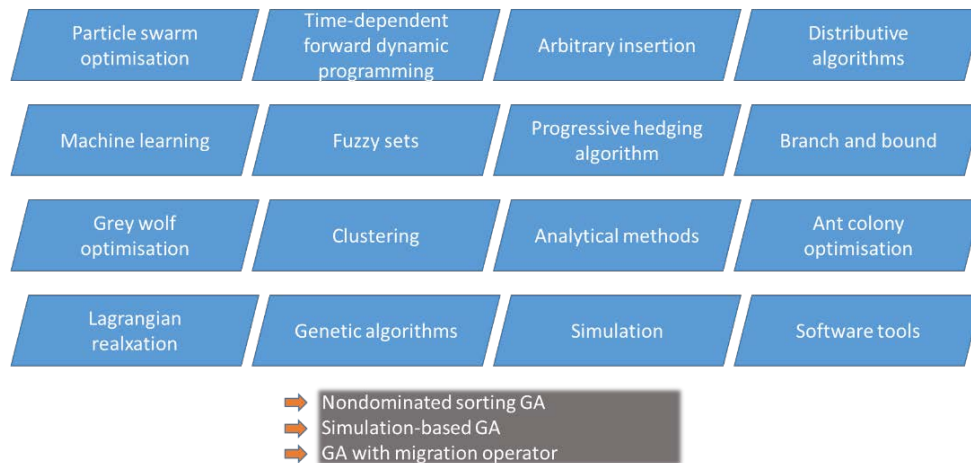 Particle swarm
optimisation
Time-dependent
forward dynamic
programming
Arbitrary insertion
Distributive
algorithms
Machine learning
Fuzzy sets
Progressive hedging
algorithm
Branch and bound
Grey wolf
optimisation
Clustering
Analytical methods
Ant colony
optimisation
Lagrangian
realxation
Genetic algorithms
Simulation
Software tools
Nondominated sorting GA
Simulation-based GA
GA with migration operator